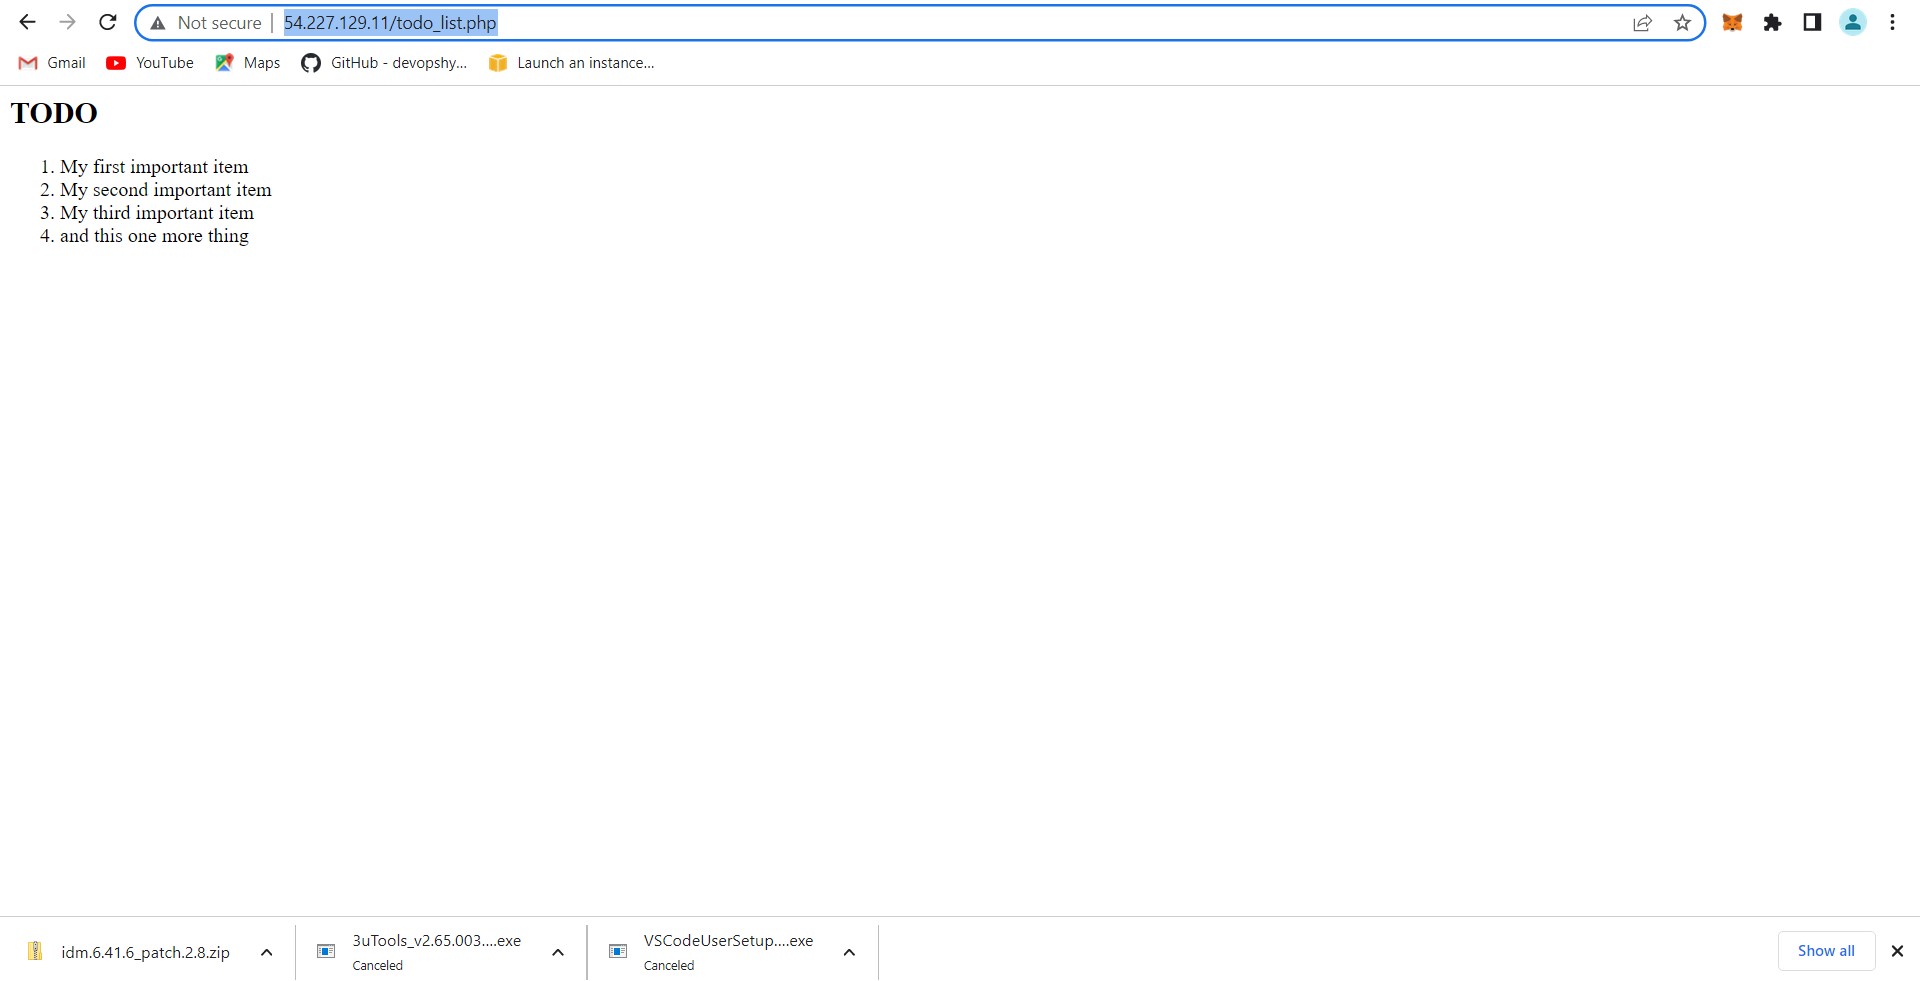 Not secure | 54.227.129.11/todo_list.php
Gmail YouTube Maps GitHub - devopshy... Launch an instance...
TODO
1. My first important item
2. My second important item
3. My third important item
4. and this one more thing
idm.6.41.6_patch.2.8.zip
3uTools_v2.65.003....exe
Canceled
VSCodeUserSetup....exe
Canceled
Show all